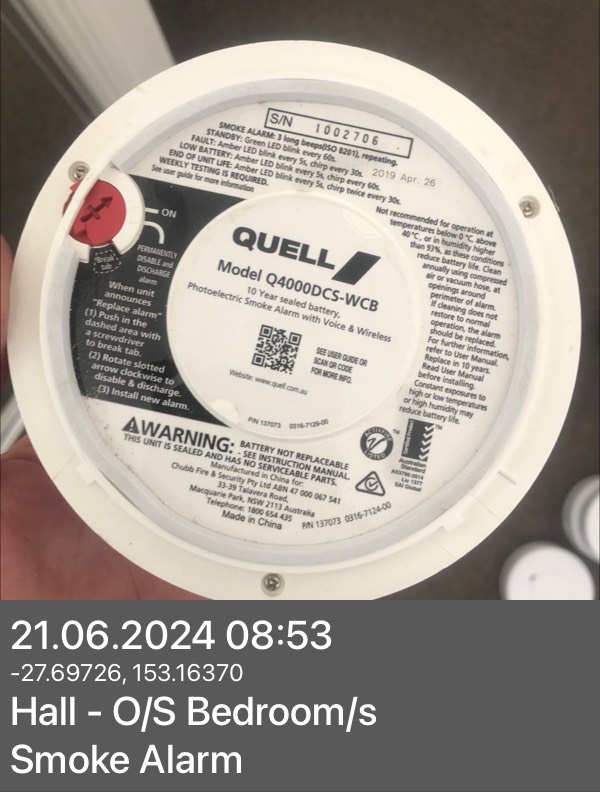 S/N 1002706
2019 Apr. 26
SMOKE ALARM: 3 long beeps(ISO 8201), repeating.
STANDBY: Green LED blink every 60s.
FAULT: Amber LED blink every 5s, chirp every 30s.
LOW BATTERY: Amber LED blink every 5s, chirp every 60s.
END OF UNIT LIFE: Amber LED blink every 5s, chirp twice every 30s.
WEEKLY TESTING IS REQUIRED.
See user guide for more information
ON
PERMANENTLY
DISABLE and
DISCHARGE
alarm
"Break"
tab
When unit
announces
"Replace alarm"
(1) Push in the
dashed area with
a screwdriver
to break tab.
(2) Rotate slotted
arrow clockwise to
disable & discharge.
(3) Install new alarm.
QUELL
Model Q4000DCS-WCB
10 Year sealed battery,
Photoelectric Smoke Alarm with Voice & Wireless
SEE USER GUIDE OR
SCAN QR CODE
FOR MORE INFO.
Website: www.quell.com.au
P/N 137073 0316-7129-00
Not recommended for operation at
temperatures below 0 °C, above
40°C, or in humidity higher
than 93%, as these conditions
reduce battery life. Clean
annually using compressed
air or vacuum hose, at
openings around
perimeter of alarm.
If cleaning does not
restore to normal
operation, the alarm
should be replaced.
For further information,
refer to User Manual.
Replace in 10 years.
Read User Manual
before installing.
Constant exposures to
high or low temperatures
or high humidity may
reduce battery life.
WARNING: BATTERY NOT REPLACEABLE
- SEE INSTRUCTION MANUAL.
THIS UNIT IS SEALED AND HAS NO SERVICEABLE PARTS.
Manufactured in China for:
Chubb Fire & Security Pty Ltd ABN 47 000 067 541
33-39 Talavera Road,
Macquarie Park, NSW 2113 Australia
Telephone: 1800 654 435
Made in China
P/N 137073 0316-7124-00
TM
TM
Australian
Standard
AS3786:2014
Lic 1377
SAI Global
21.06.2024 08:53
-27.69726, 153.16370
Hall - O/S Bedroom/s
Smoke Alarm